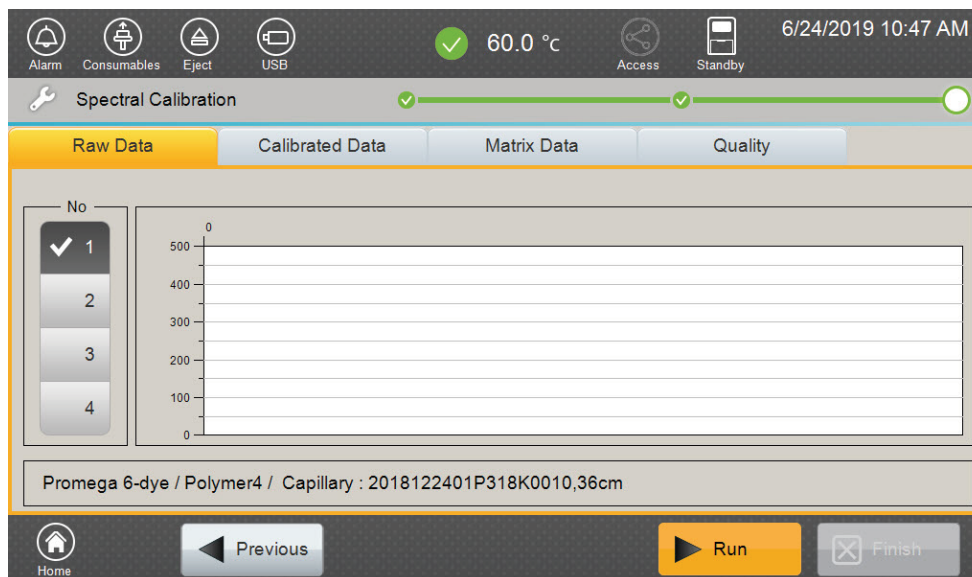 6/24/2019 10:47 AM
60.0 °c
Alarm Consumables Eject USB Access Standby
Spectral Calibration
Raw Data Calibrated Data Matrix Data Quality
No
1
2
3
4
0
500
400
300
200
100
0
Promega 6-dye / Polymer4 / Capillary : 2018122401P318K0010,36cm
Home Previous Run Finish